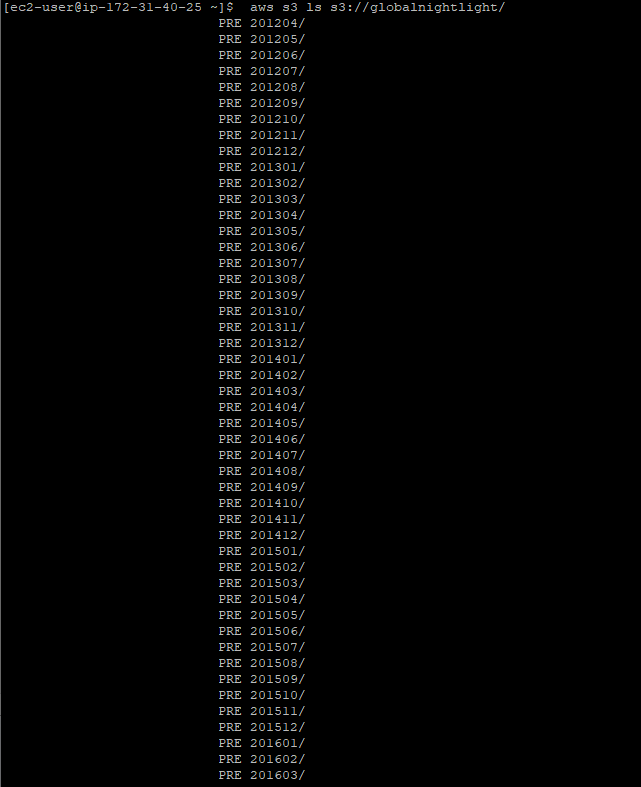 [ec2-user@ip-172-31-40-25 ~]$  aws s3 ls s3://globalnightlight/
PRE 201204/
PRE 201205/
PRE 201206/
PRE 201207/
PRE 201208/
PRE 201209/
PRE 201210/
PRE 201211/
PRE 201212/
PRE 201301/
PRE 201302/
PRE 201303/
PRE 201304/
PRE 201305/
PRE 201306/
PRE 201307/
PRE 201308/
PRE 201309/
PRE 201310/
PRE 201311/
PRE 201312/
PRE 201401/
PRE 201402/
PRE 201403/
PRE 201404/
PRE 201405/
PRE 201406/
PRE 201407/
PRE 201408/
PRE 201409/
PRE 201410/
PRE 201411/
PRE 201412/
PRE 201501/
PRE 201502/
PRE 201503/
PRE 201504/
PRE 201505/
PRE 201506/
PRE 201507/
PRE 201508/
PRE 201509/
PRE 201510/
PRE 201511/
PRE 201512/
PRE 201601/
PRE 201602/
PRE 201603/